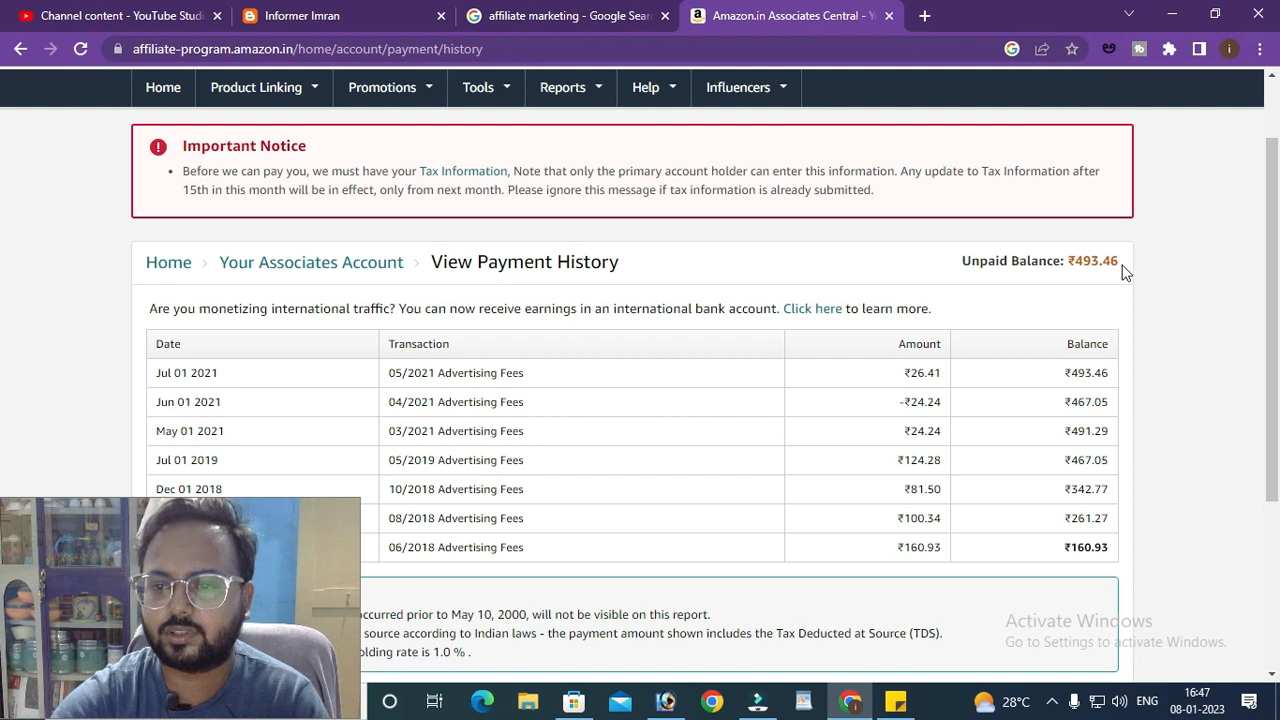 Channel content - YouTube Studi
Informer Imran
affiliate marketing - Google Sear
Amazon.in Associates Central - Y
affiliate-program.amazon.in/home/account/payment/history
Home Product Linking Promotions Tools Reports Help Influencers
Important Notice
Before we can pay you, we must have your Tax Information, Note that only the primary account holder can enter this information. Any update to Tax Information after
15th in this month will be in effect, only from next month. Please ignore this message if tax information is already submitted.
Home › Your Associates Account › View Payment History
Unpaid Balance: ₹493.46
Are you monetizing international traffic? You can now receive earnings in an international bank account. Click here to learn more.
Date Transaction Amount Balance
Jul 01 2021 05/2021 Advertising Fees ₹26.41 ₹493.46
Jun 01 2021 04/2021 Advertising Fees -₹24.24 ₹467.05
May 01 2021 03/2021 Advertising Fees ₹24.24 ₹491.29
Jul 01 2019 05/2019 Advertising Fees ₹124.28 ₹467.05
Dec 01 2018 10/2018 Advertising Fees ₹81.50 ₹342.77
08/2018 Advertising Fees ₹100.34 ₹261.27
06/2018 Advertising Fees ₹160.93 ₹160.93
occurred prior to May 10, 2000, will not be visible on this report.
source according to Indian laws - the payment amount shown includes the Tax Deducted at Source (TDS).
olding rate is 1.0 % .
Activate Windows
Go to Settings to activate Windows.
28°C
ENG
16:47
08-01-2023